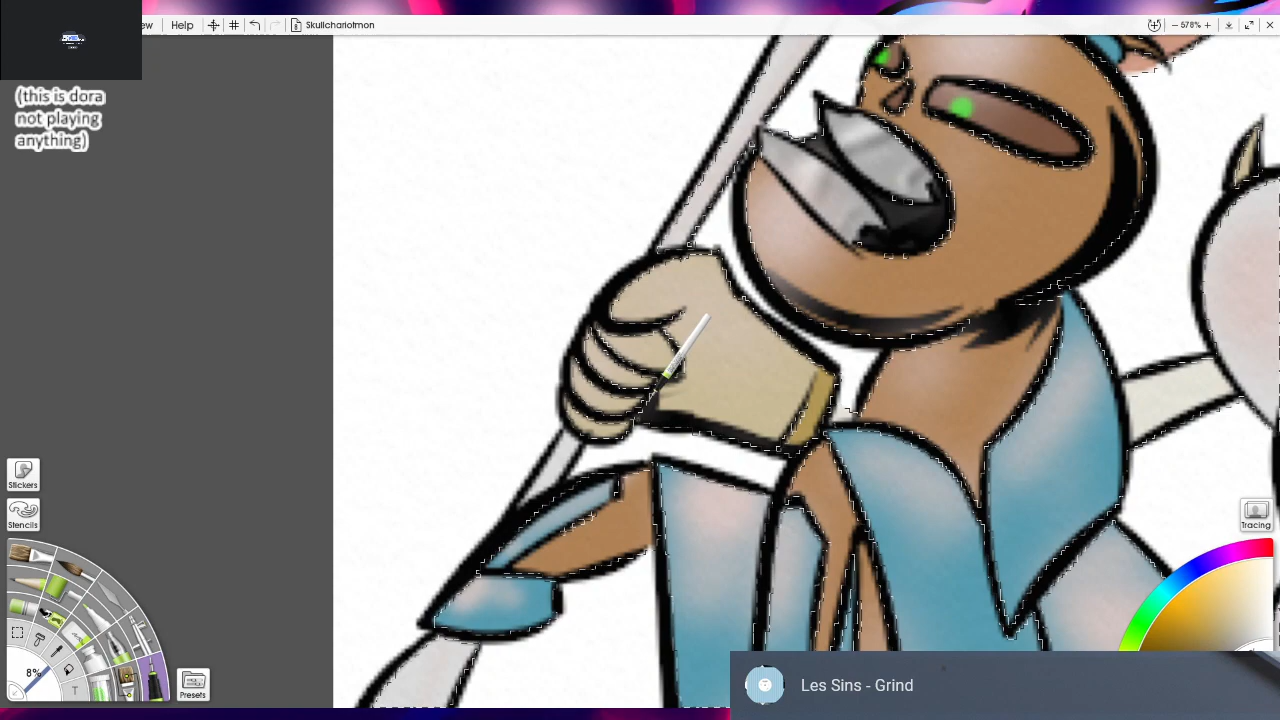 ew
Help
Skullchariotmon
578%
(this is dora
not playing
anything)
Stickers
Stencils
Tracing
8%
T
Presets
Les Sins - Grind